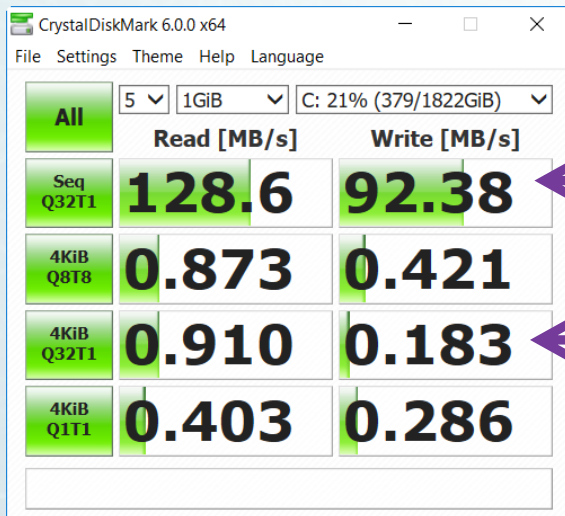 CrystalDiskMark 6.0.0 x64
File Settings Theme Help Language
All
5 1GiB C: 21% (379/1822GiB)
Read [MB/s] Write [MB/s]
Seq
Q32T1
128.6 92.38
4KiB
Q8T8
0.873 0.421
4KiB
Q32T1
0.910 0.183
4KiB
Q1T1
0.403 0.286